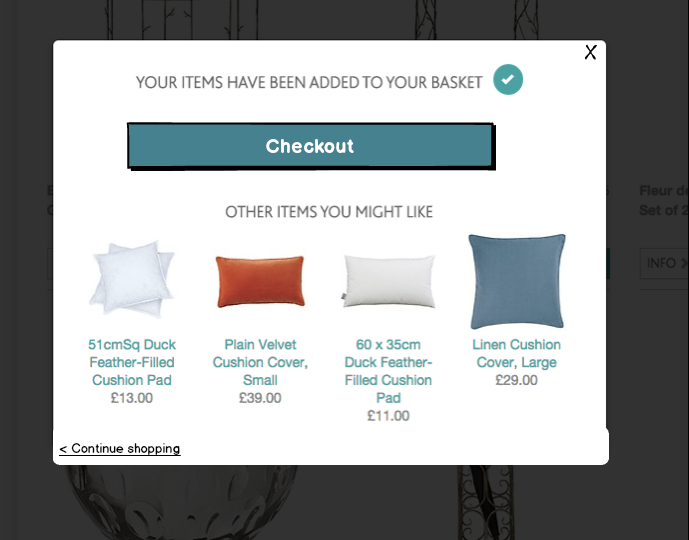 X
YOUR ITEMS HAVE BEEN ADDED TO YOUR BASKET
Checkout
OTHER ITEMS YOU MIGHT LIKE
51cmSq Duck
Feather-Filled
Cushion Pad
£13.00
Plain Velvet
Cushion Cover,
Small
£39.00
60 x 35cm
Duck Feather-
Filled Cushion
Pad
£11.00
Linen Cushion
Cover, Large
£29.00
< Continue shopping
Fleur de
Set of 2
INFO >